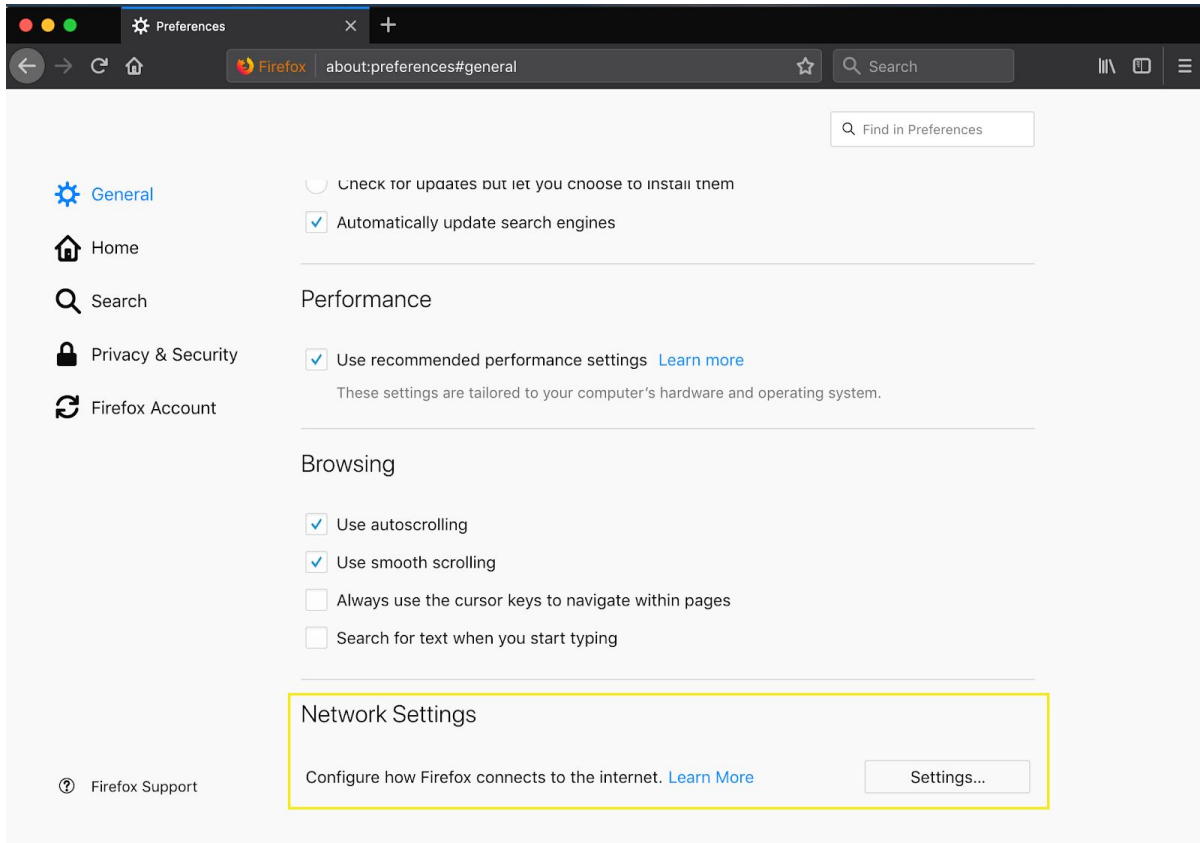 Preferences
Firefox about:preferences#general
Search
Find in Preferences
General
Home
Search
Privacy & Security
Firefox Account
Firefox Support
Check for updates but let you choose to install them
Automatically update search engines
Performance
Use recommended performance settings Learn more
These settings are tailored to your computer's hardware and operating system.
Browsing
Use autoscrolling
Use smooth scrolling
Always use the cursor keys to navigate within pages
Search for text when you start typing
Network Settings
Configure how Firefox connects to the internet. Learn More
Settings...